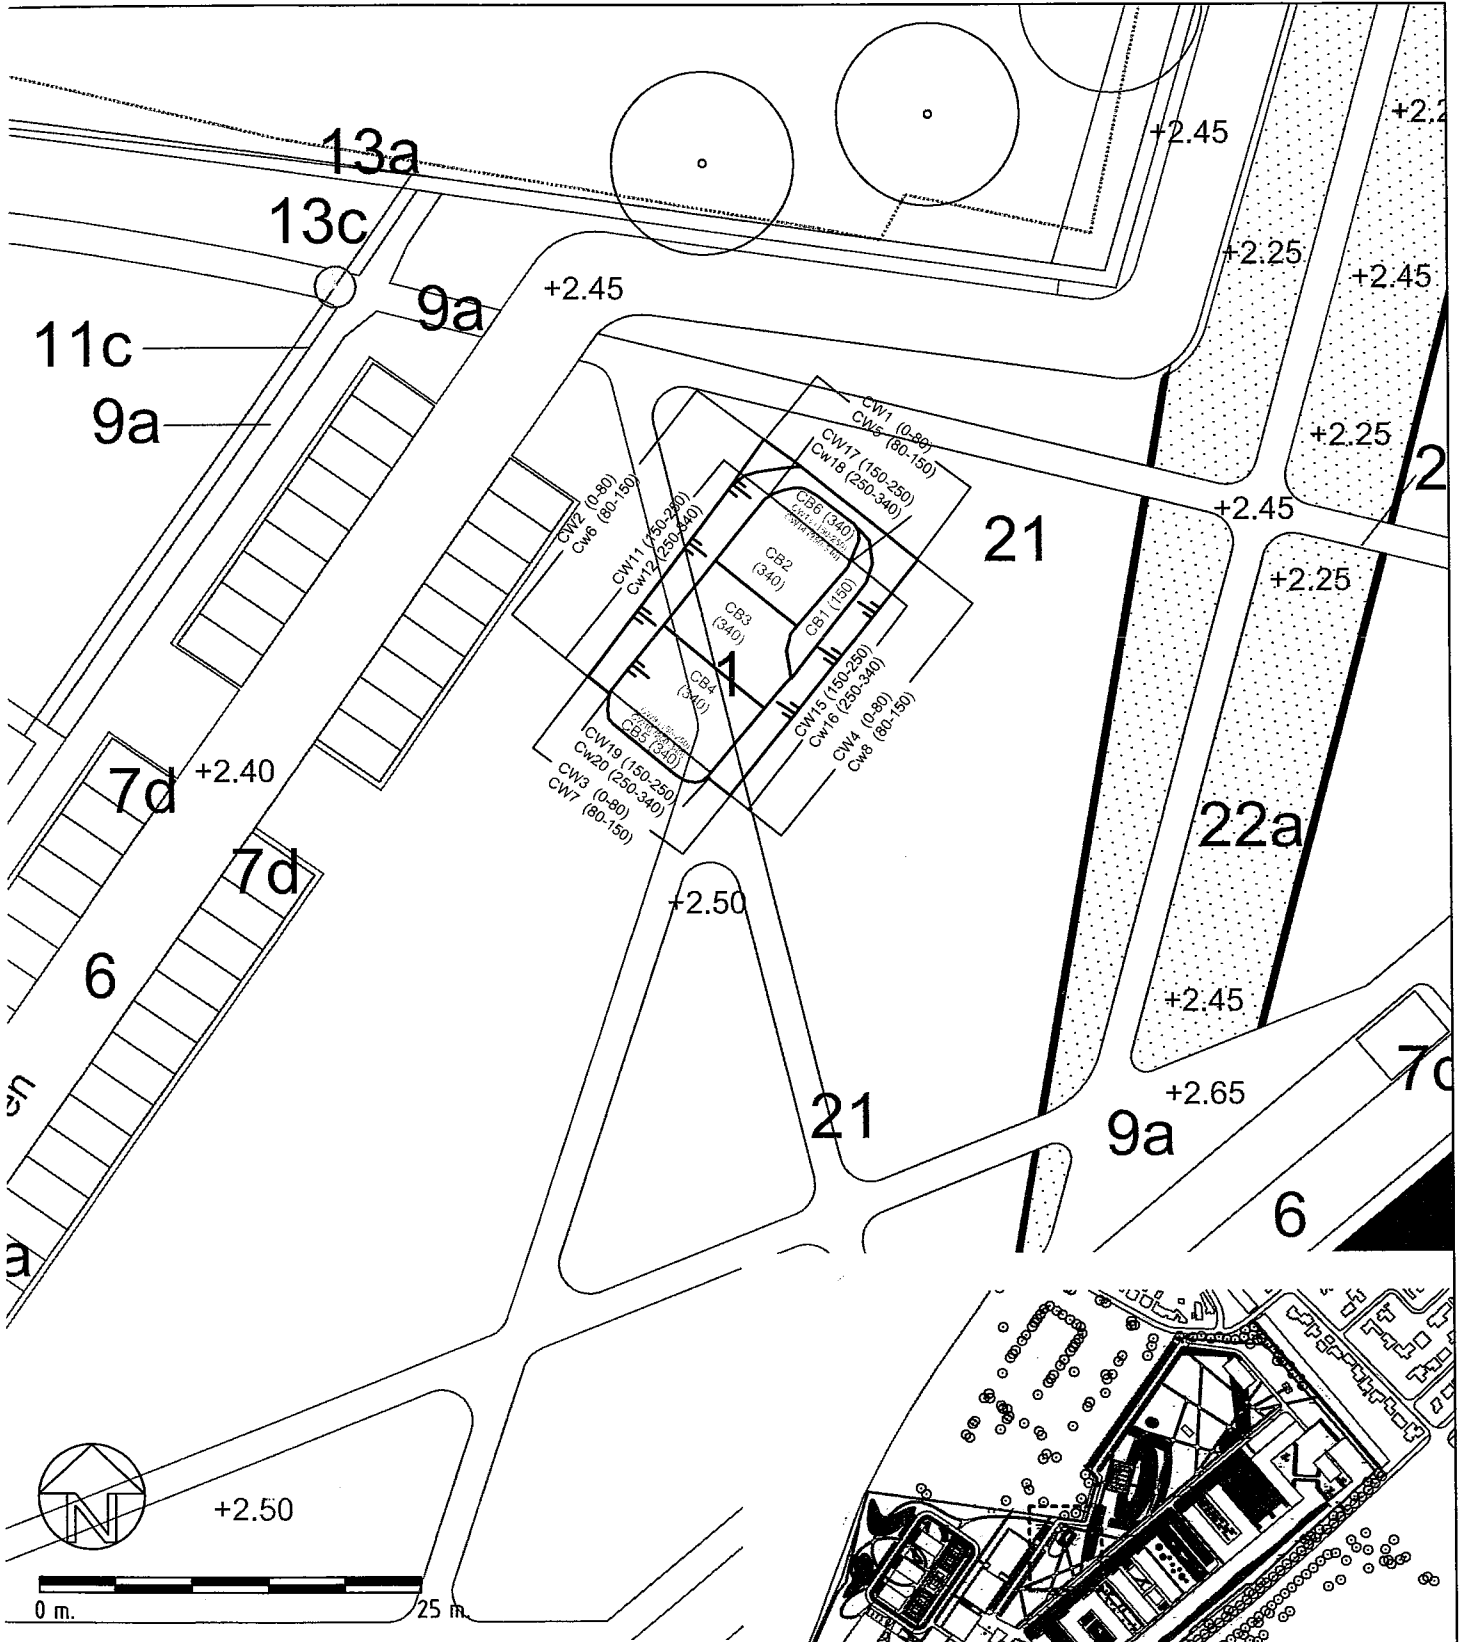 13a
+2.45
13c
+2.25
9a
+2.45
+2.45
11c
9a
CW1 (0-80)
CW5 (80-150)
CW17 (150-250)
Cw18 (250-340)
+2.25
CW2 (0-80)
Cw6 (80-150)
CW11 (150-250)
Cw12 (250-340)
CB6 (340)
+2.45
21
CB2
(340)
+2.25
CB1 (150)
CB3
(340)
1
CB4
(340)
CW15 (150-250)
Cw16 (250-340)
CW4 (0-80)
Cw8 (80-150)
CB5 (340)
CW19 (150-250)
Cw20 (250-340)
CW3 (0-80)
CW7 (80-150)
+2.40
7d
7d
22a
+2.50
6
+2.45
+2.65
21
9a
6
+2.50
N
0 m.
25 m.